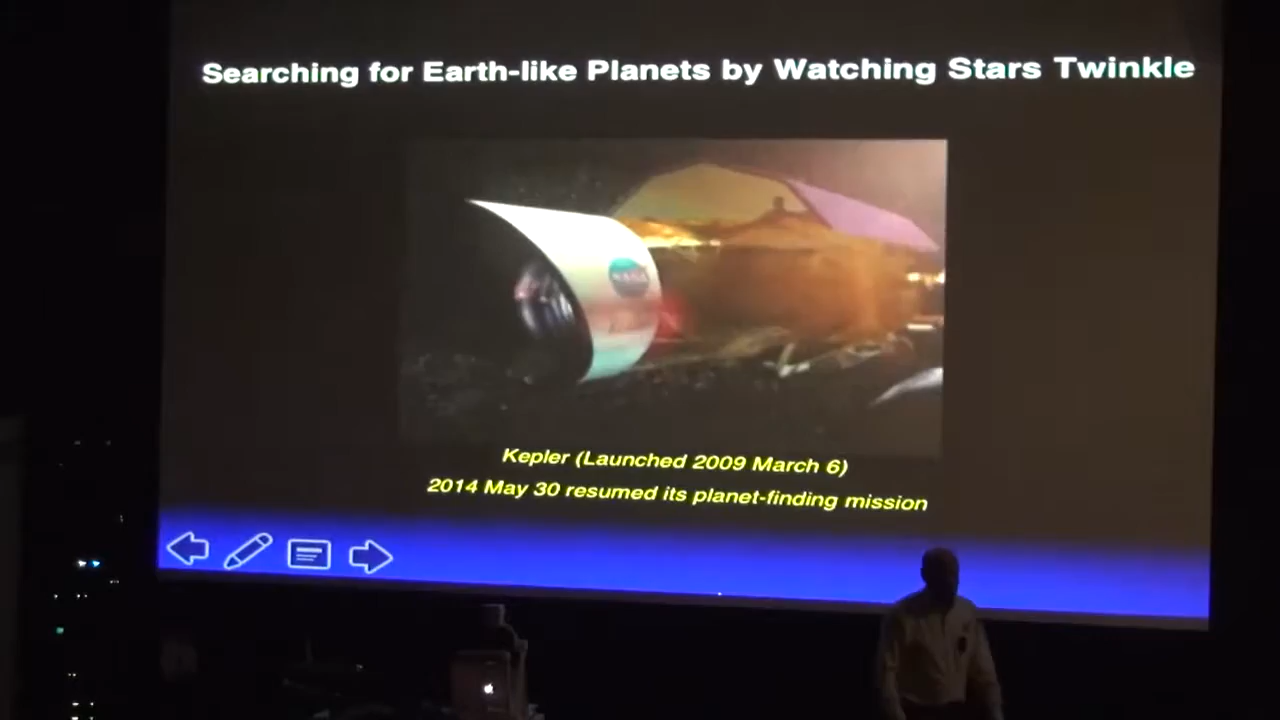 Searching for Earth-like Planets by Watching Stars Twinkle
NASA
Kepler (Launched 2009 March 6)
2014 May 30 resumed its planet-finding mission